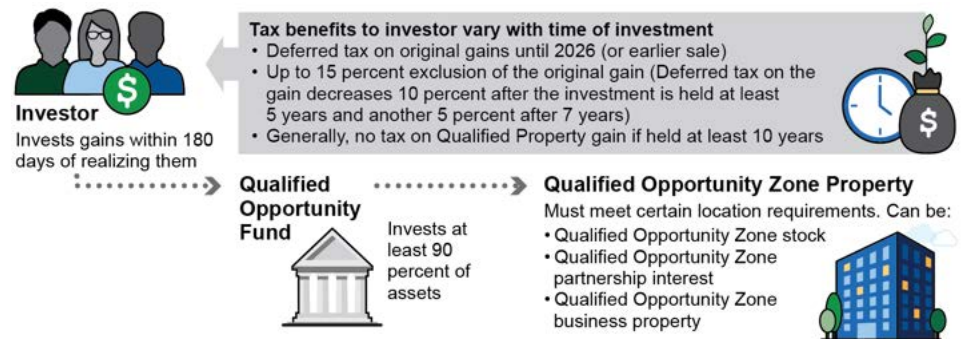 Tax benefits to investor vary with time of investment
• Deferred tax on original gains until 2026 (or earlier sale)
• Up to 15 percent exclusion of the original gain (Deferred tax on the
gain decreases 10 percent after the investment is held at least
5 years and another 5 percent after 7 years)
• Generally, no tax on Qualified Property gain if held at least 10 years
$
$
Investor
Invests gains within 180
days of realizing them
Qualified
Opportunity
Fund
Invests at
least 90
percent of
assets
Qualified Opportunity Zone Property
Must meet certain location requirements. Can be:
• Qualified Opportunity Zone stock
• Qualified Opportunity Zone
partnership interest
• Qualified Opportunity Zone
business property